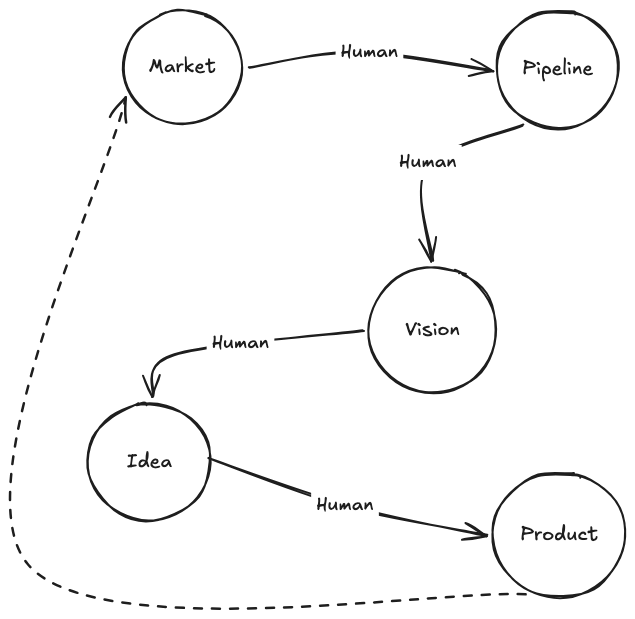 Market
Human
Pipeline
Human
Vision
Human
Idea
Human
Product